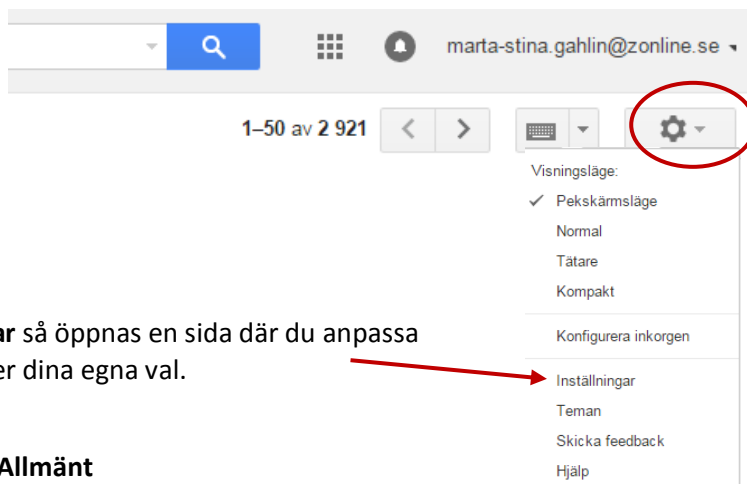 marta-stina.gahlin@zonline.se
1–50 av 2 921
Visningsläge:
Pekskärmsläge
Normal
Tätare
Kompakt
Konfigurera inkorgen
ar så öppnas en sida där du anpassa
er dina egna val.
Inställningar
Teman
Skicka feedback
Hjälp
Allmänt